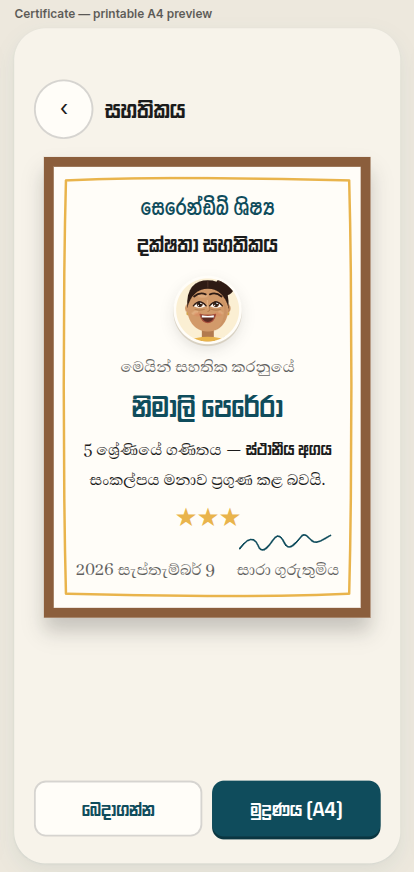 Certificate — printable A4 preview
‹ සහතිකය
සෙරෙන්ඩිබ් ශිෂ්‍ය
දක්ෂතා සහතිකය
මෙයින් සහතික කරනුයේ
නිමාලි පෙරේරා
5 ශ්‍රේණියේ ගණිතය — ස්ථානීය අගය
සංකල්පය මනාව ප්‍රගුණ කළ බවයි.
★★★
2026 සැප්තැම්බර් 9 සාරා ගුරුතුමිය
බෙදාගන්න
මුද්‍රණය (A4)